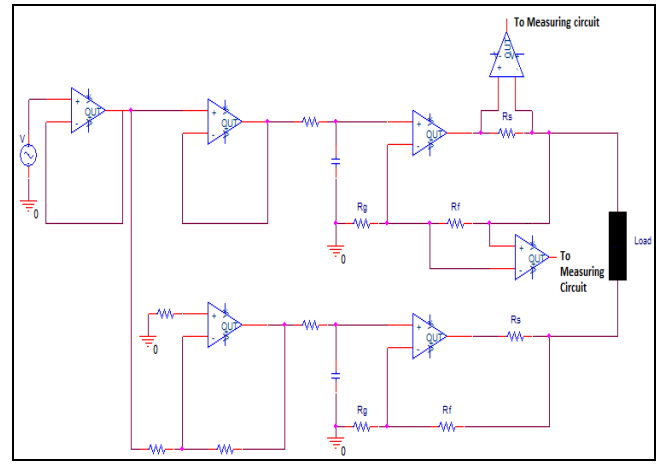 To Measuring circuit
V- V+
OUT
- +
Rs
+
OUT
-
V
0
+
OUT
-
+
OUT
-
Rg
Rf
0
+
OUT
-
To
Measuring
Circuit
Load
0
+
OUT
-
+
OUT
-
Rs
Rg
Rf
0